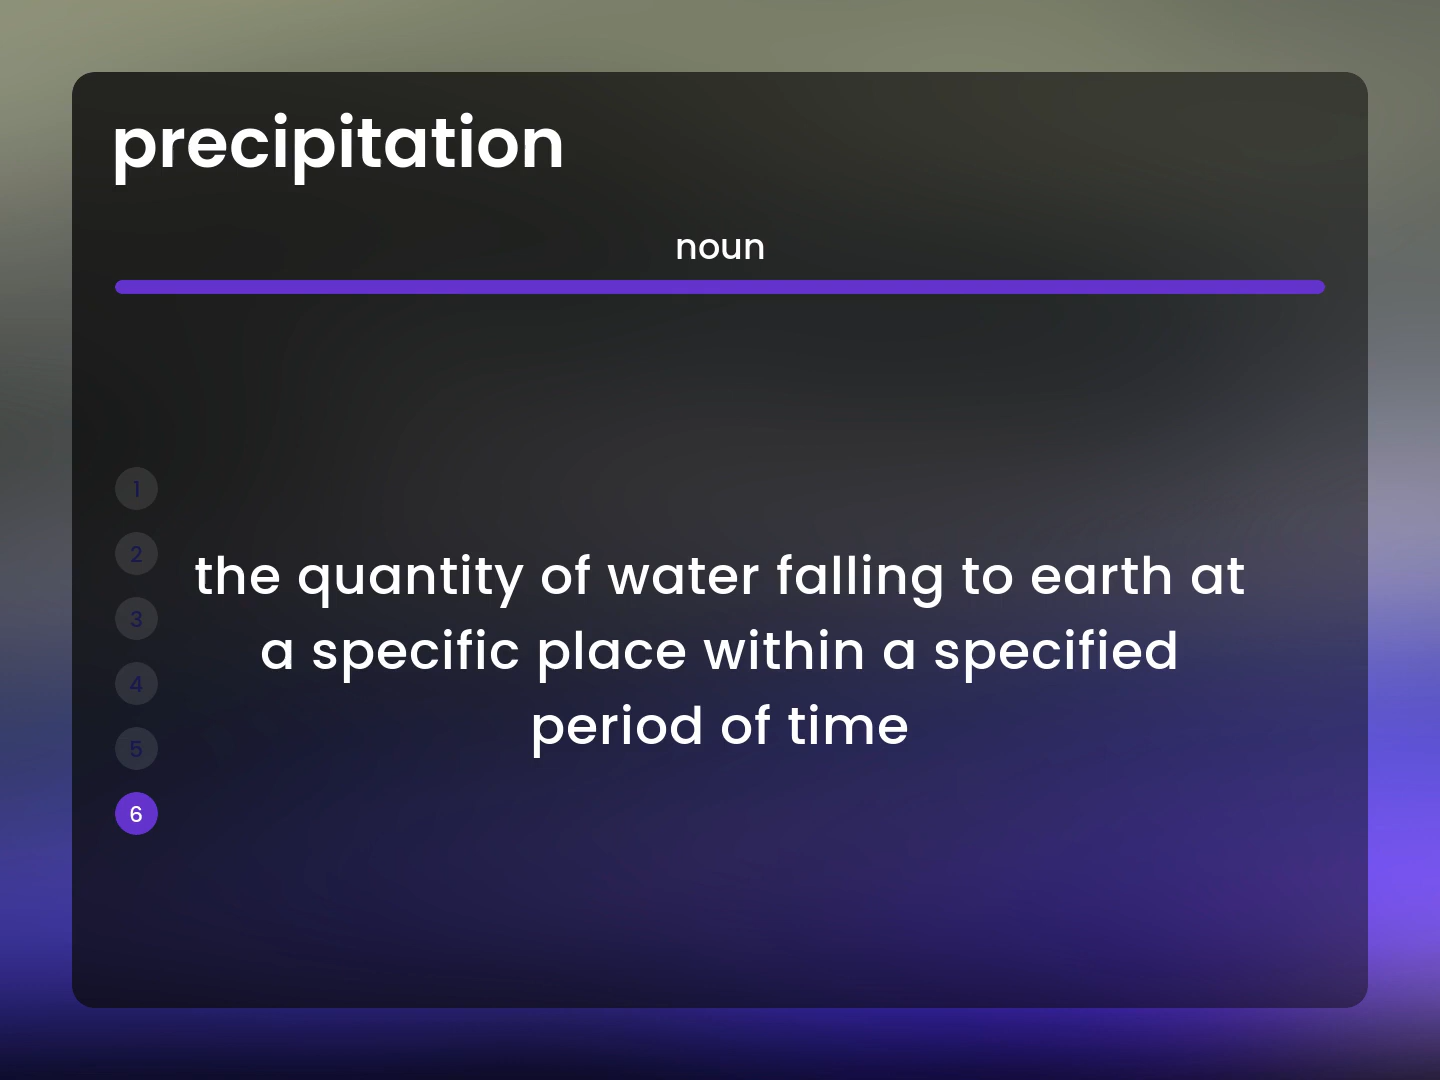 precipitation
noun
1
2
3
4
5
6
the quantity of water falling to earth at
a specific place within a specified
period of time